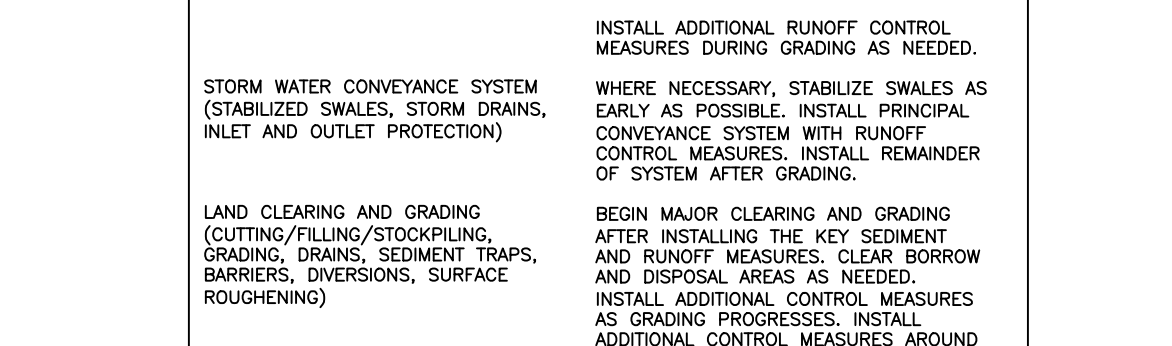 INSTALL ADDITIONAL RUNOFF CONTROL
MEASURES DURING GRADING AS NEEDED.
STORM WATER CONVEYANCE SYSTEM
(STABILIZED SWALES, STORM DRAINS,
INLET AND OUTLET PROTECTION)
WHERE NECESSARY, STABILIZE SWALES AS
EARLY AS POSSIBLE. INSTALL PRINCIPAL
CONVEYANCE SYSTEM WITH RUNOFF
CONTROL MEASURES. INSTALL REMAINDER
OF SYSTEM AFTER GRADING.
LAND CLEARING AND GRADING
(CUTTING/FILLING/STOCKPILING,
GRADING, DRAINS, SEDIMENT TRAPS,
BARRIERS, DIVERSIONS, SURFACE
ROUGHENING)
BEGIN MAJOR CLEARING AND GRADING
AFTER INSTALLING THE KEY SEDIMENT
AND RUNOFF MEASURES. CLEAR BORROW
AND DISPOSAL AREAS AS NEEDED.
INSTALL ADDITIONAL CONTROL MEASURES
AS GRADING PROGRESSES. INSTALL
ADDITIONAL CONTROL MEASURES AROUND